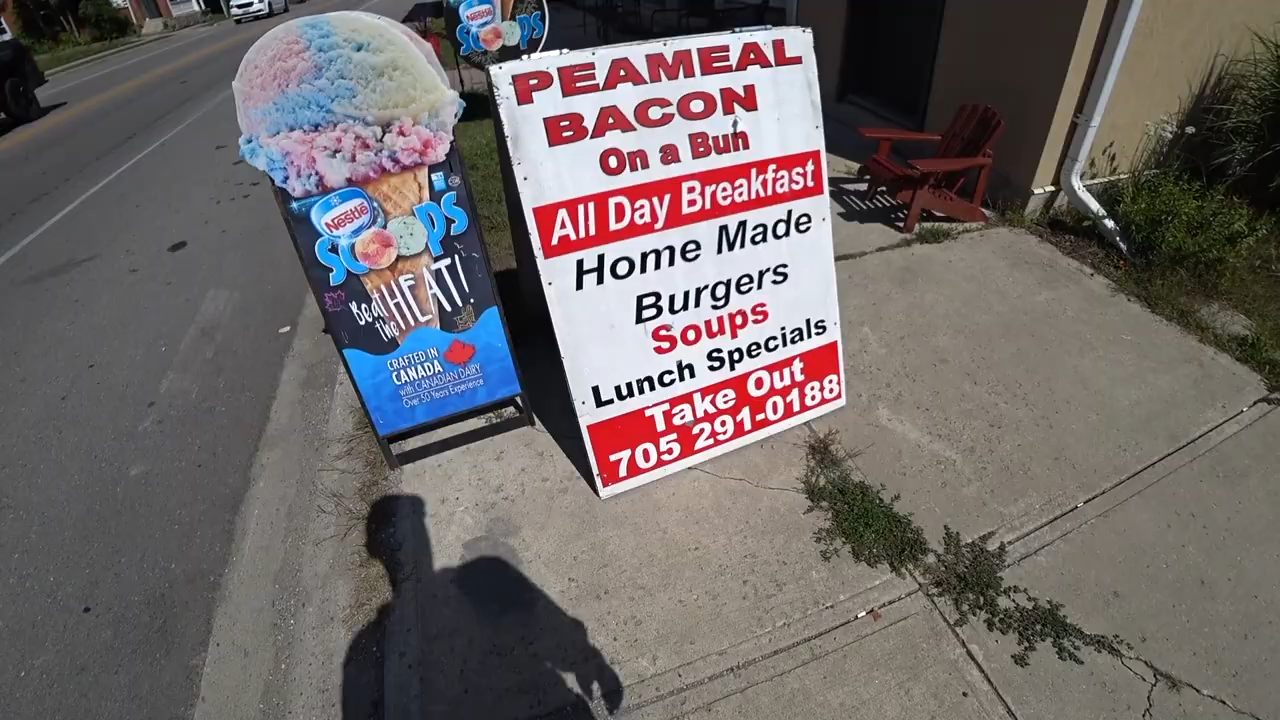 Nestlé
SCOOPS
Beat
the HEAT!
CRAFTED IN
CANADA
with CANADIAN DAIRY
Over 50 Years Experience
Nestlé
PEAMEAL
BACON
On a Bun
All Day Breakfast
Home Made
Burgers
Soups
Lunch Specials
Take Out
705 291-0188